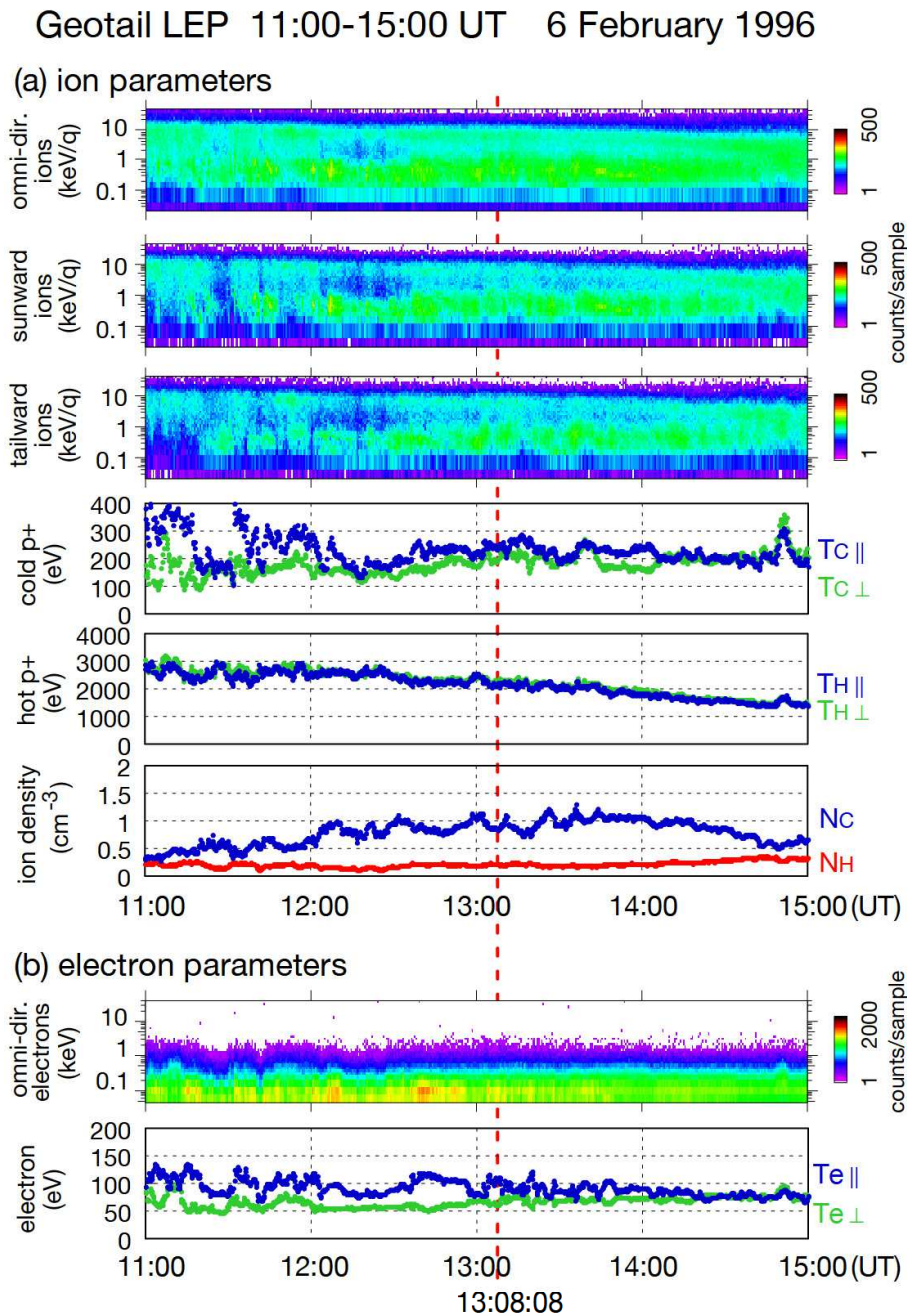 Geotail LEP 11:00-15:00 UT 6 February 1996
(a) ion parameters
omni-dir.
ions
(keV/q)
10
1
0.1
500
1
sunward
ions
(keV/q)
10
1
0.1
500
1
counts/sample
tailward
ions
(keV/q)
10
1
0.1
500
1
cold p+
(eV)
400
300
200
100
0
TC ||
TC ⊥
hot p+
(eV)
4000
3000
2000
1000
0
TH ||
TH ⊥
ion density
(cm-3)
2
1.5
1
0.5
0
NC
NH
11:00 12:00 13:00 14:00 15:00 (UT)
(b) electron parameters
omni-dir.
electr-ons
(keV)
10
1
0.1
2000
1
counts/sample
electron
(eV)
200
150
100
50
0
Te ||
Te ⊥
11:00 12:00 13:00 14:00 15:00 (UT)
13:08:08